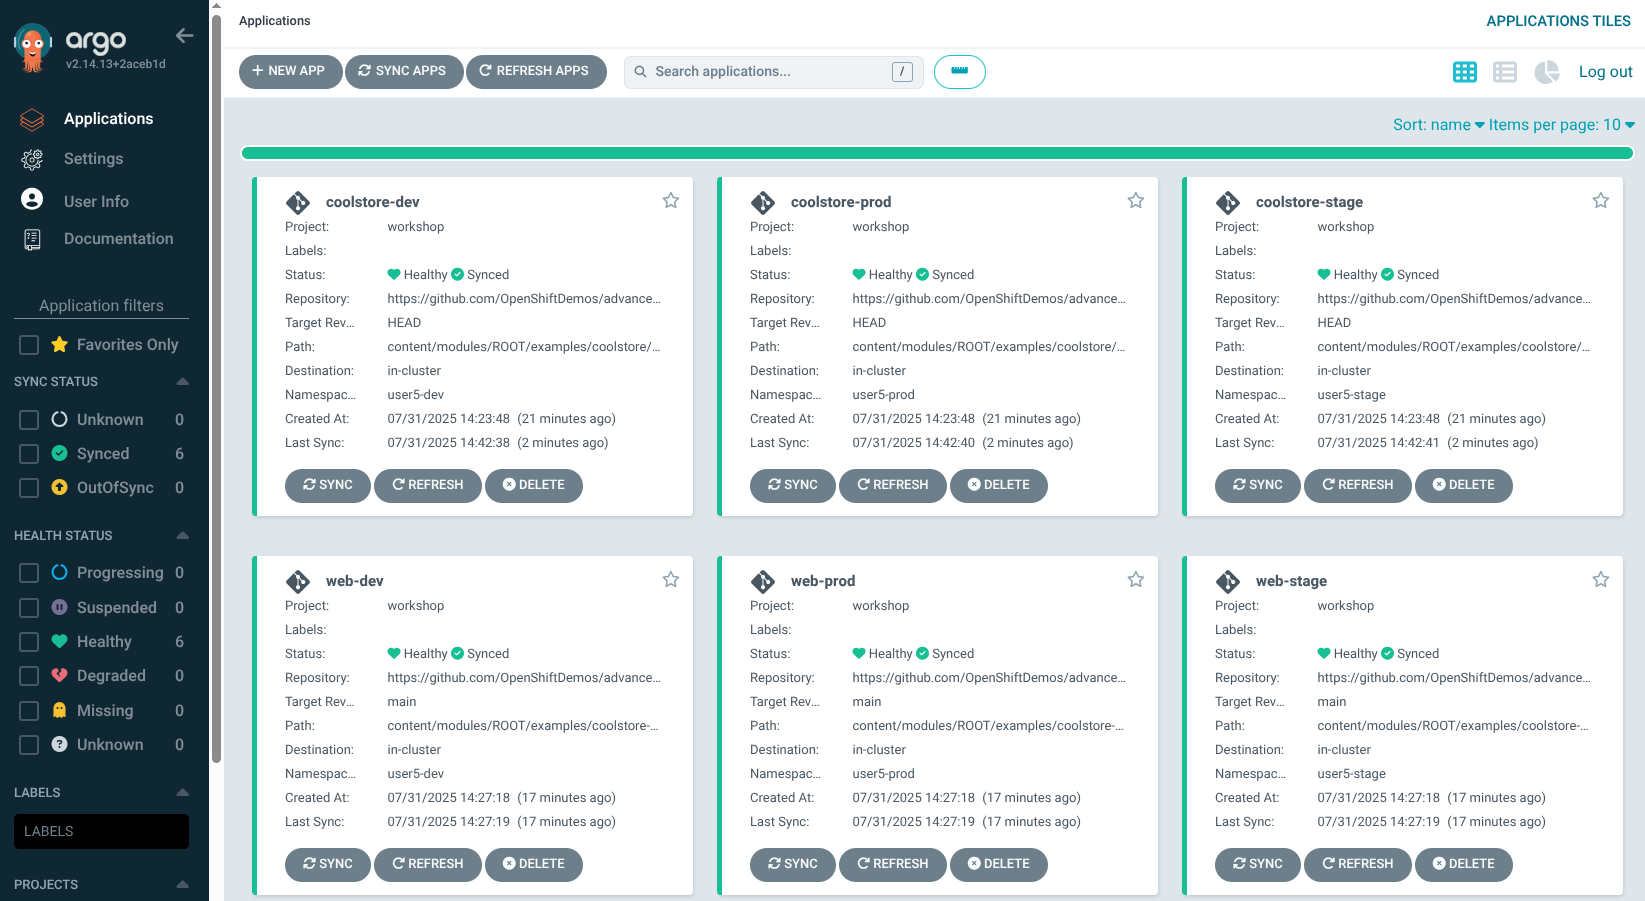 argo
v2.14.13+2aceb1d
Applications
Settings
User Info
Documentation
Application filters
Favorites Only
SYNC STATUS
Unknown 0
Synced 6
OutOfSync 0
HEALTH STATUS
Progressing 0
Suspended 0
Healthy 6
Degraded 0
Missing 0
Unknown 0
LABELS
LABELS
PROJECTS
Applications
APPLICATIONS TILES
NEW APP SYNC APPS REFRESH APPS Search applications... / Log out
Sort: name Items per page: 10
coolstore-dev
Project: workshop
Labels:
Status: Healthy Synced
Repository: https://github.com/OpenShiftDemos/advance...
Target Rev... HEAD
Path: content/modules/ROOT/examples/coolstore/...
Destination: in-cluster
Namespac... user5-dev
Created At: 07/31/2025 14:23:48 (21 minutes ago)
Last Sync: 07/31/2025 14:42:38 (2 minutes ago)
SYNC REFRESH DELETE
coolstore-prod
Project: workshop
Labels:
Status: Healthy Synced
Repository: https://github.com/OpenShiftDemos/advance...
Target Rev... HEAD
Path: content/modules/ROOT/examples/coolstore/...
Destination: in-cluster
Namespac... user5-prod
Created At: 07/31/2025 14:23:48 (21 minutes ago)
Last Sync: 07/31/2025 14:42:40 (2 minutes ago)
SYNC REFRESH DELETE
coolstore-stage
Project: workshop
Labels:
Status: Healthy Synced
Repository: https://github.com/OpenShiftDemos/advance...
Target Rev... HEAD
Path: content/modules/ROOT/examples/coolstore/...
Destination: in-cluster
Namespac... user5-stage
Created At: 07/31/2025 14:23:48 (21 minutes ago)
Last Sync: 07/31/2025 14:42:41 (2 minutes ago)
SYNC REFRESH DELETE
web-dev
Project: workshop
Labels:
Status: Healthy Synced
Repository: https://github.com/OpenShiftDemos/advance...
Target Rev... main
Path: content/modules/ROOT/examples/coolstore-...
Destination: in-cluster
Namespac... user5-dev
Created At: 07/31/2025 14:27:18 (17 minutes ago)
Last Sync: 07/31/2025 14:27:19 (17 minutes ago)
SYNC REFRESH DELETE
web-prod
Project: workshop
Labels:
Status: Healthy Synced
Repository: https://github.com/OpenShiftDemos/advance...
Target Rev... main
Path: content/modules/ROOT/examples/coolstore-...
Destination: in-cluster
Namespac... user5-prod
Created At: 07/31/2025 14:27:18 (17 minutes ago)
Last Sync: 07/31/2025 14:27:19 (17 minutes ago)
SYNC REFRESH DELETE
web-stage
Project: workshop
Labels:
Status: Healthy Synced
Repository: https://github.com/OpenShiftDemos/advance...
Target Rev... main
Path: content/modules/ROOT/examples/coolstore-...
Destination: in-cluster
Namespac... user5-stage
Created At: 07/31/2025 14:27:18 (17 minutes ago)
Last Sync: 07/31/2025 14:27:19 (17 minutes ago)
SYNC REFRESH DELETE